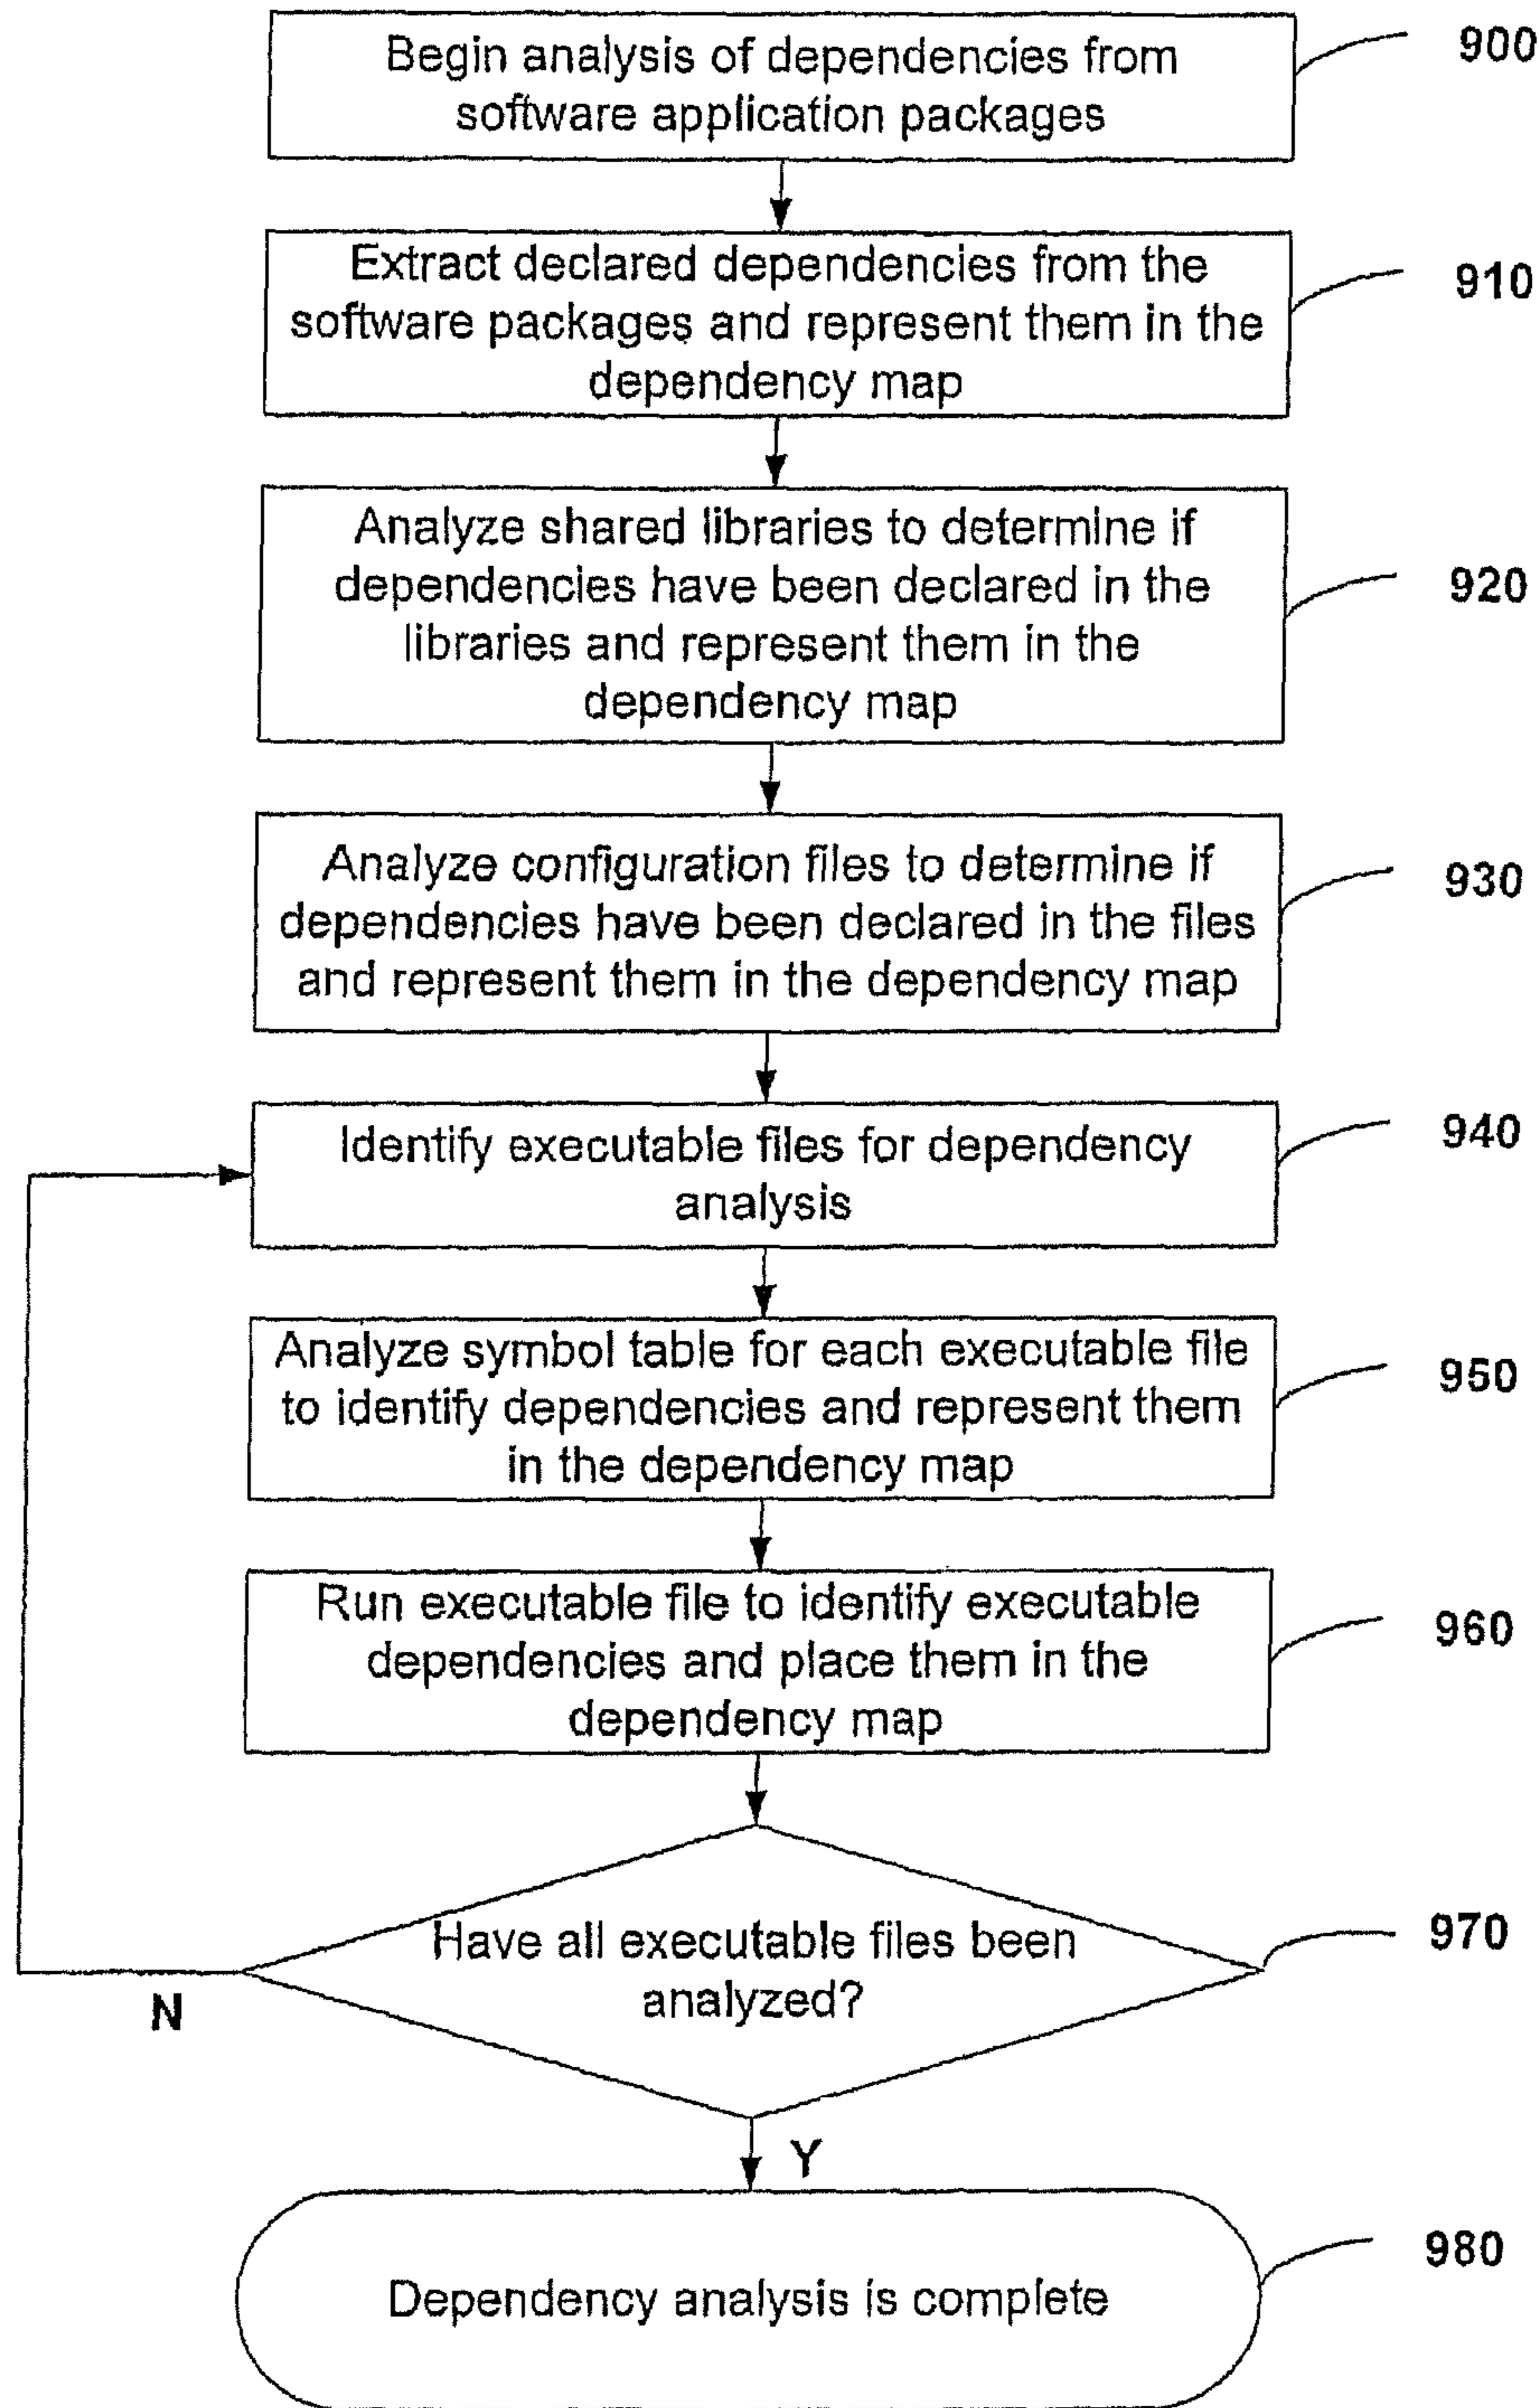 Begin analysis of dependencies from
software application packages
900
Extract declared dependencies from the
software packages and represent them in the
dependency map
910
Analyze shared libraries to determine if
dependencies have been declared in the
libraries and represent them in the
dependency map
920
Analyze configuration files to determine if
dependencies have been declared in the files
and represent them in the dependency map
930
Identify executable files for dependency
analysis
940
Analyze symbol table for each executable file
to identify dependencies and represent them
in the dependency map
950
Run executable file to identify executable
dependencies and place them in the
dependency map
960
Have all executable files been
analyzed?
970
N
Y
Dependency analysis is complete
980